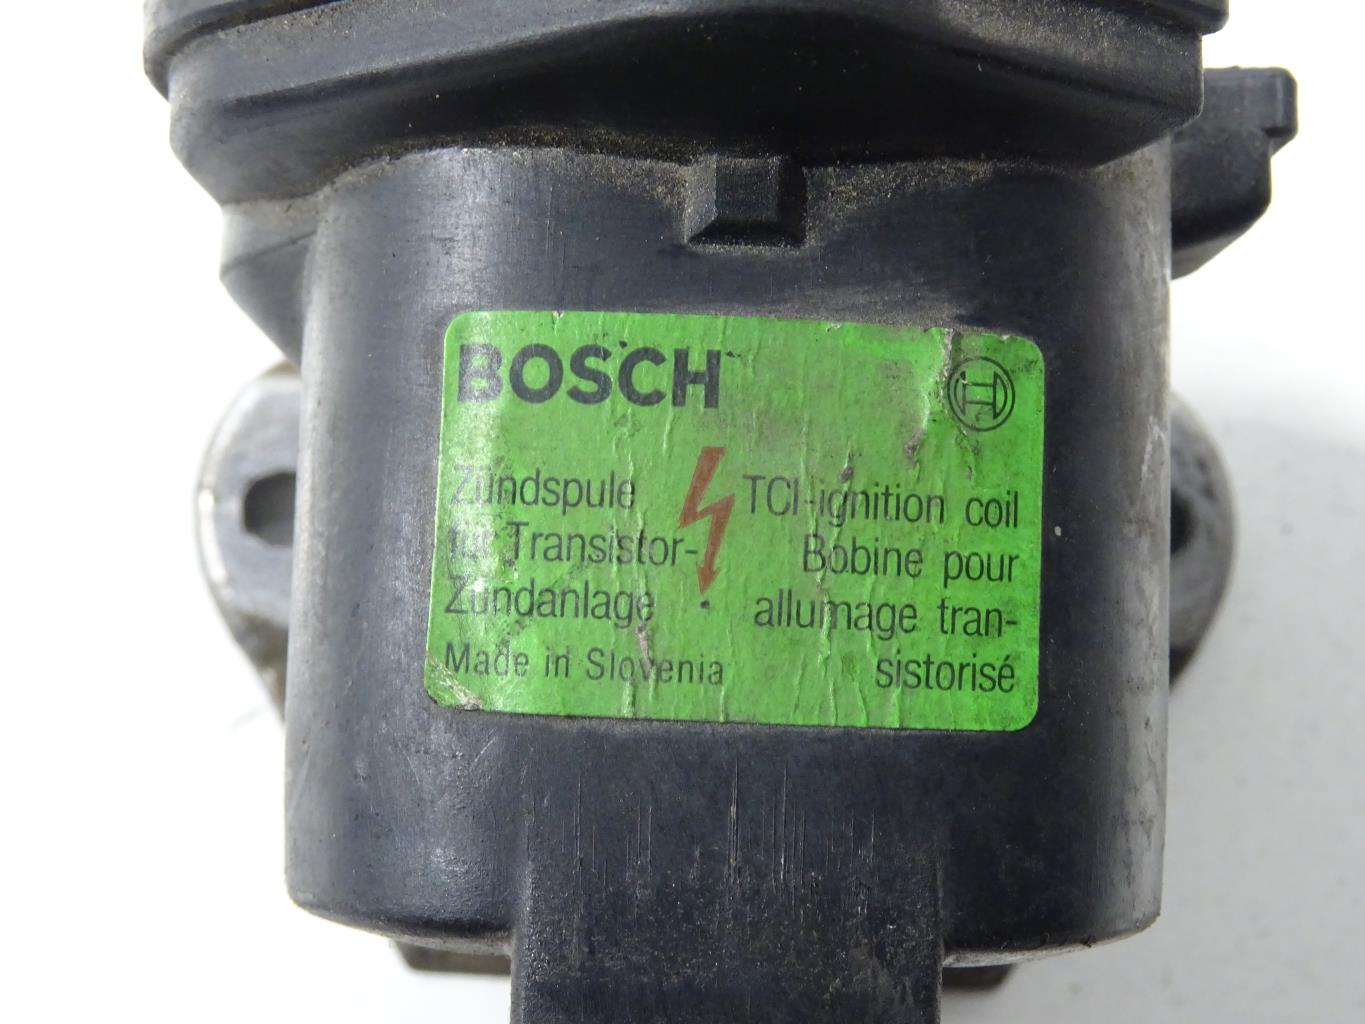 BOSCH
Zündspule
für Transistor-
Zündanlage
Made in Slovenia
TCI-ignition coil
Bobine pour
allumage tran-
sistorisé